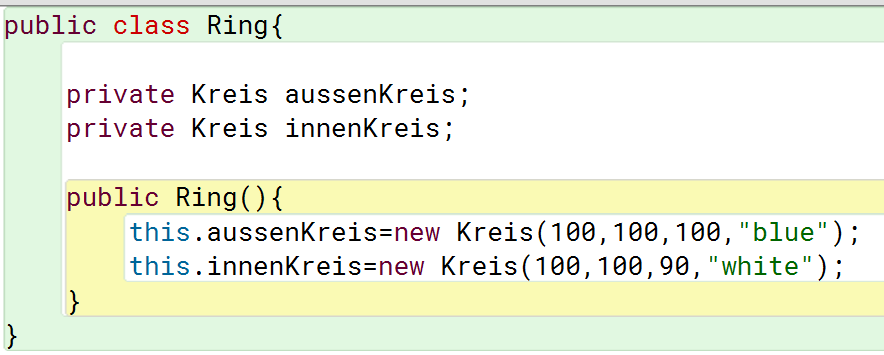 public class Ring{
private Kreis aussenKreis;
private Kreis innenKreis;
public Ring(){
this.aussenKreis=new Kreis(100,100,100,"blue");
this.innenKreis=new Kreis(100,100,90,"white");
}
}